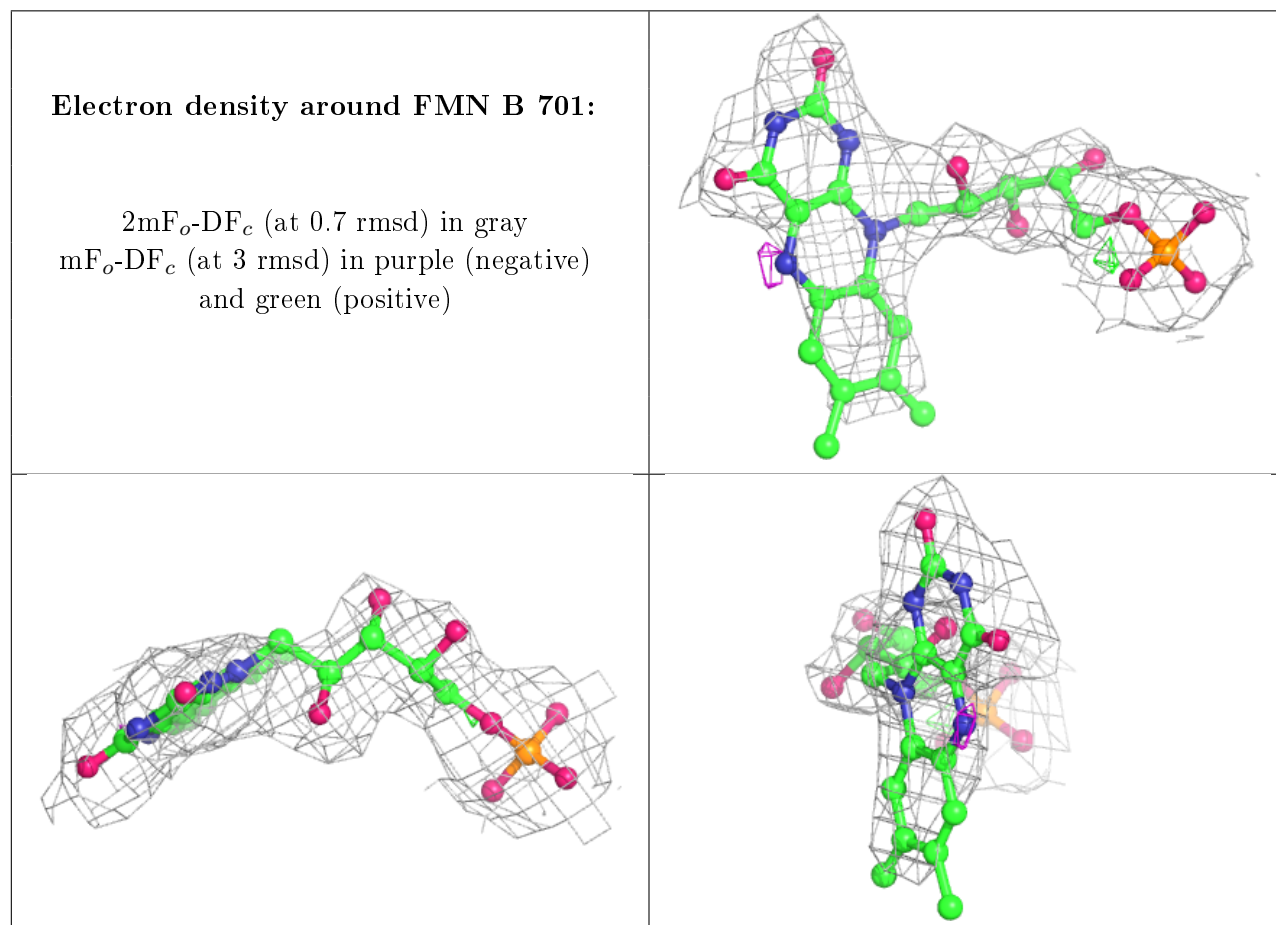 Electron density around FMN B 701:
2mFo-DFc (at 0.7 rmsd) in gray
mFo-DFc (at 3 rmsd) in purple (negative)
and green (positive)